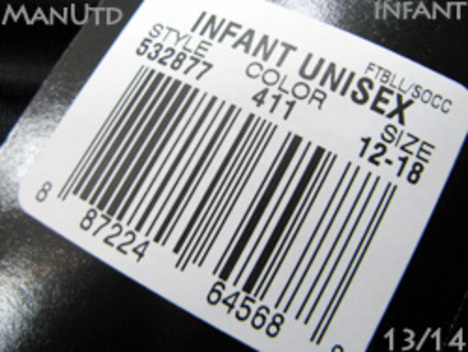 MANUTD
INFANT
INFANT UNISEX
FTBLL/SOCC
STYLE COLOR SIZE
532877 411 12-18
8 87224 64568
13/14